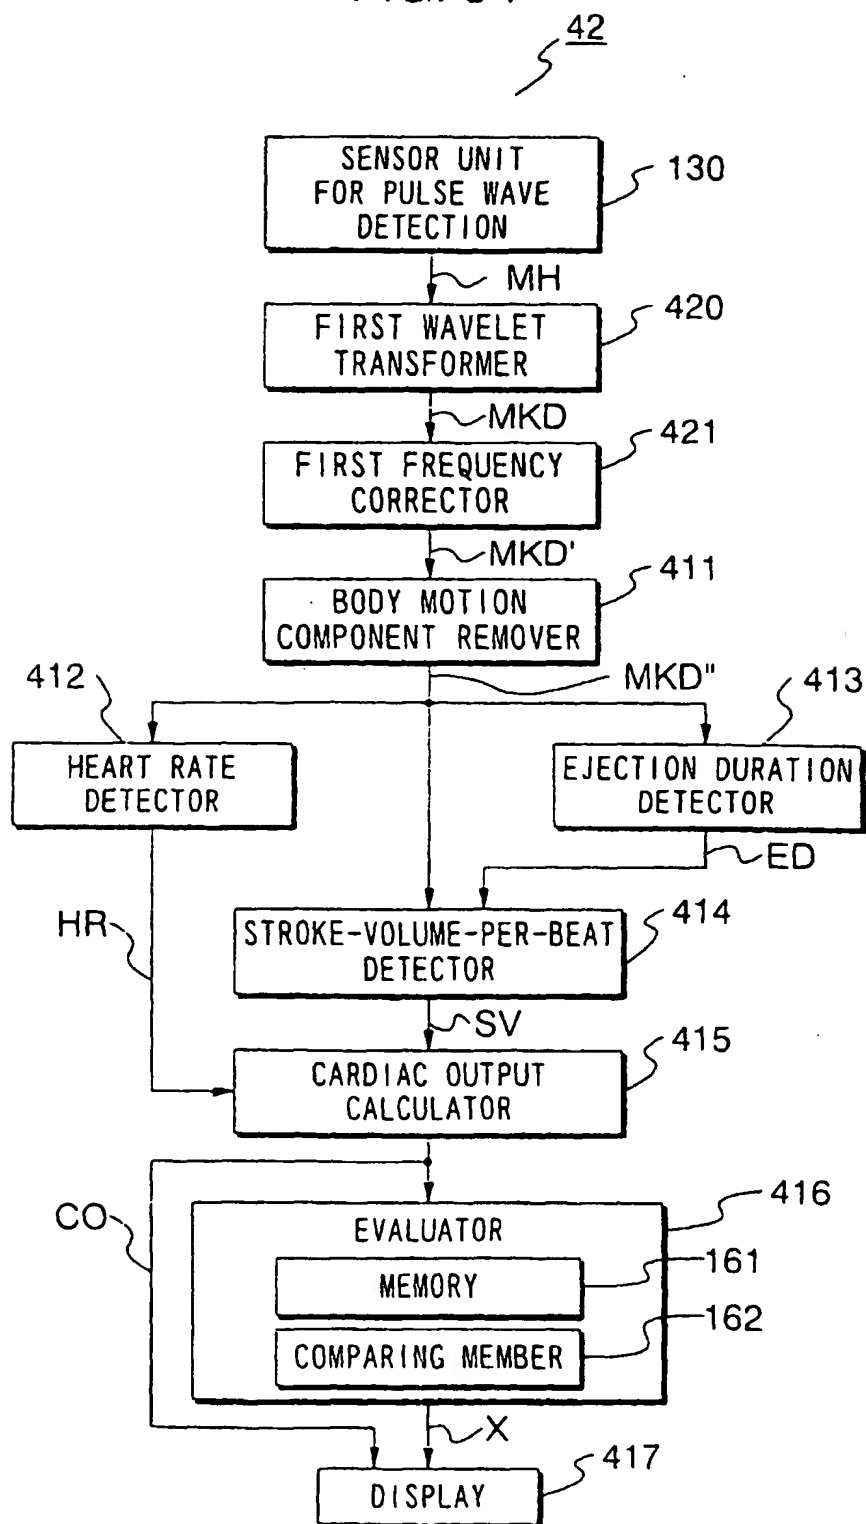 42
SENSOR UNIT
FOR PULSE WAVE
DETECTION
130
MH
FIRST WAVELET
TRANSFORMER
420
MKD
FIRST FREQUENCY
CORRECTOR
421
MKD'
BODY MOTION
COMPONENT REMOVER
411
MKD"
412
HEART RATE
DETECTOR
413
EJECTION DURATION
DETECTOR
ED
HR
STROKE-VOLUME-PER-BEAT
DETECTOR
414
SV
CARDIAC OUTPUT
CALCULATOR
415
CO
EVALUATOR
416
MEMORY
161
COMPARING MEMBER
162
X
DISPLAY
417